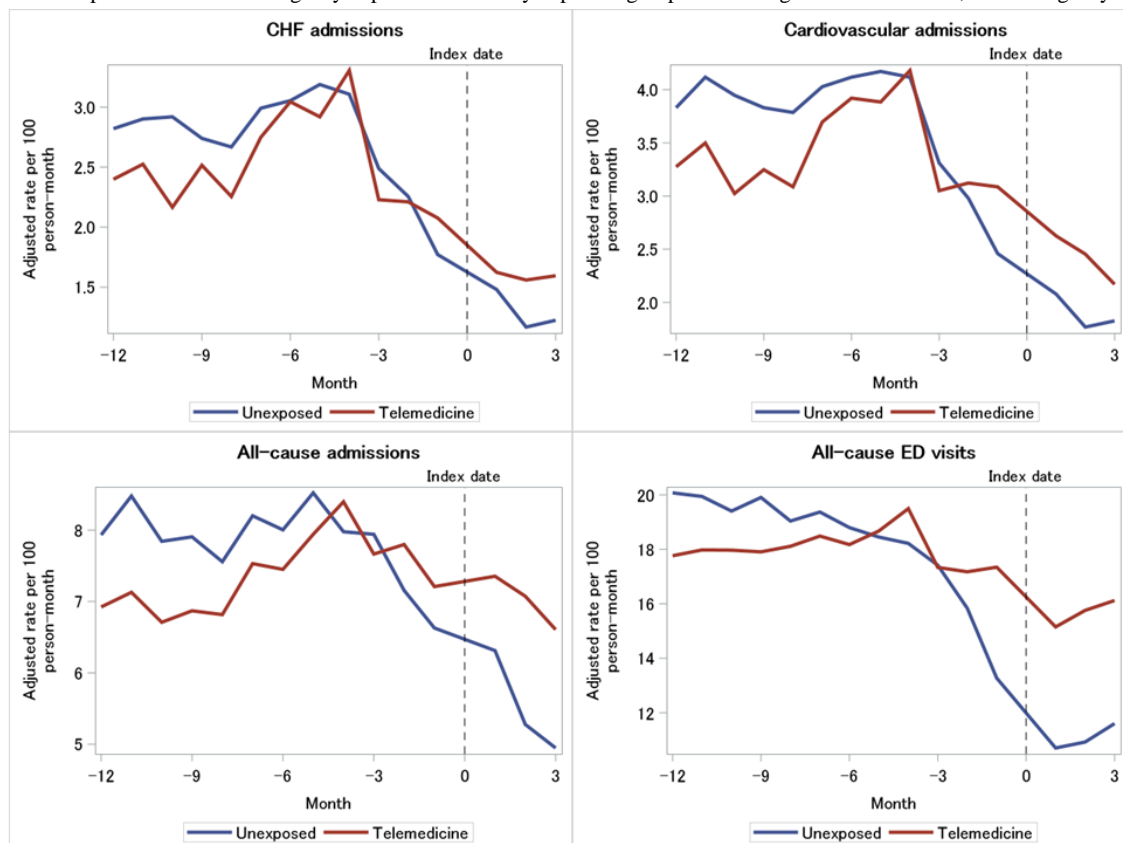 CHF admissions
Index date
Adjusted rate per 100
person-month
3.0
2.5
2.0
1.5
-12 -9 -6 -3 0 3
Month
Unexposed Telemedicine
Cardiovascular admissions
Index date
Adjusted rate per 100
person-month
4.0
3.5
3.0
2.5
2.0
-12 -9 -6 -3 0 3
Month
Unexposed Telemedicine
All-cause admissions
Index date
Adjusted rate per 100
person-month
8
7
6
5
-12 -9 -6 -3 0 3
Month
Unexposed Telemedicine
All-cause ED visits
Index date
Adjusted rate per 100
person-month
20
18
16
14
12
-12 -9 -6 -3 0 3
Month
Unexposed Telemedicine